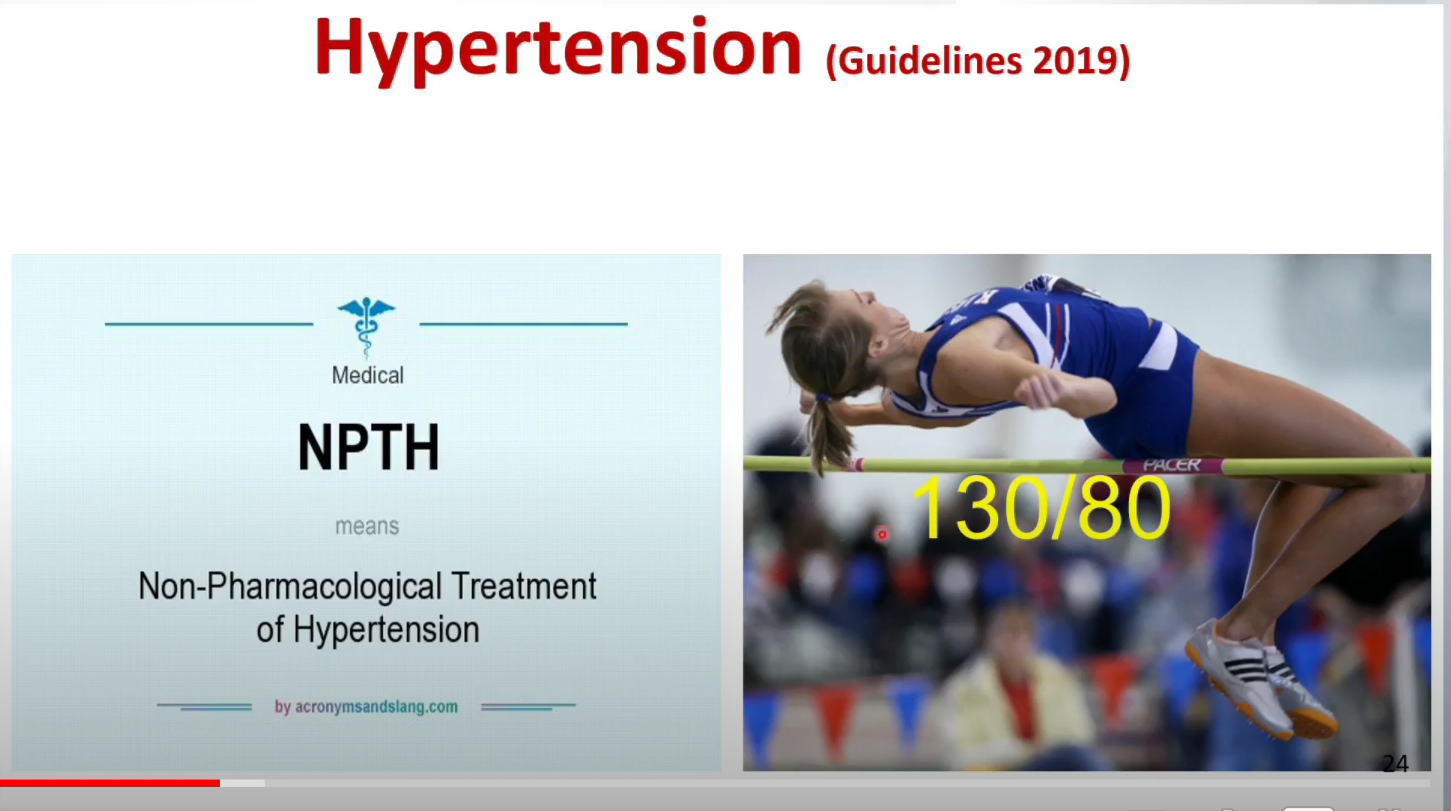 Hypertension (Guidelines 2019)
Medical
NPTH
means
Non-Pharmacological Treatment
of Hypertension
by acronymsandslang.com
PACER
130/80
24